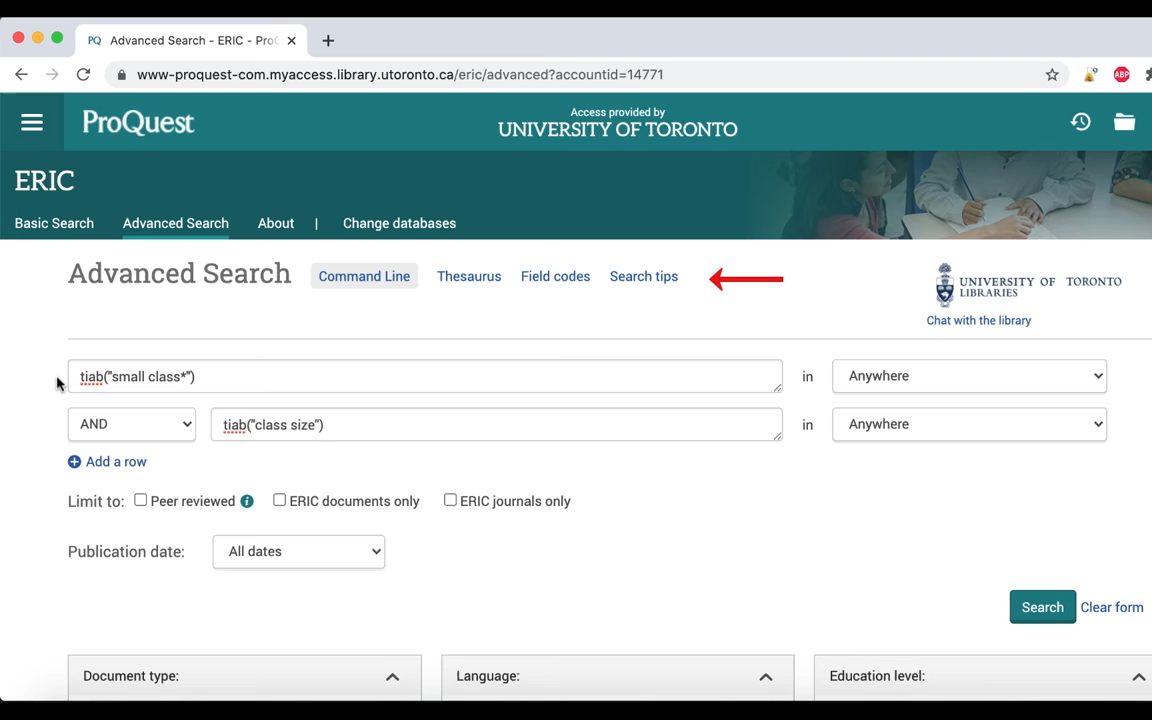 PQ Advanced Search - ERIC - Pro
www-proquest-com.myaccess.library.utoronto.ca/eric/advanced?accountid=14771
ABP
ProQuest
Access provided by
UNIVERSITY OF TORONTO
ERIC
Basic Search Advanced Search About | Change databases
Advanced Search Command Line Thesaurus Field codes Search tips
UNIVERSITY OF TORONTO
LIBRARIES
Chat with the library
tiab("small class*") in Anywhere
AND tiab("class size") in Anywhere
Add a row
Limit to: Peer reviewed i ERIC documents only ERIC journals only
Publication date: All dates
Search Clear form
Document type: Language: Education level: